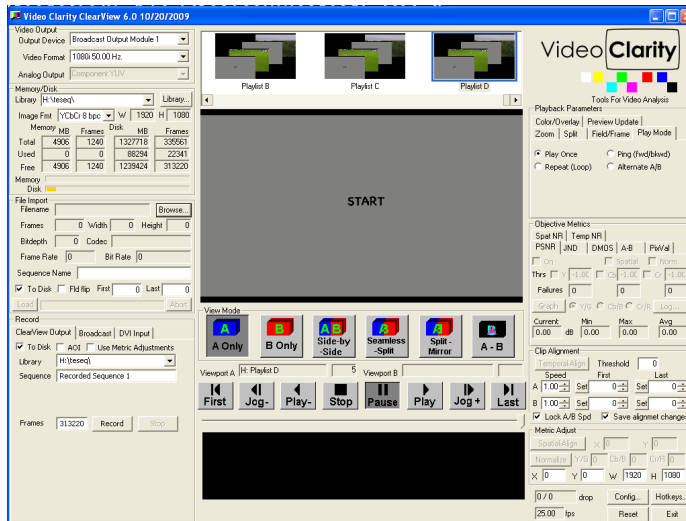 Video Clarity ClearView 6.0 10/20/2009
Video Output
Output Device Broadcast Output Module 1
Video Format 1080i 50.00 Hz.
Analog Output Component YUV
Memory/Disk
Library H:\teseq\ Library...
Image Fmt YCbCr 8 bpc W 1920 H 1080
Memory MB Frames Disk MB Frames
Total 4906 1240 1327718 335561
Used 0 0 88294 22341
Free 4906 1240 1239424 313220
Memory
Disk
File Import
Filename Browse...
Frames 0 Width 0 Height 0
Bitdepth 0 Codec
Frame Rate 0 Bit Rate 0
Sequence Name
To Disk Fld flip First 0 Last 0
Load Abort
Record
ClearView Output Broadcast DVI Input
To Disk AOI Use Metric Adjustments
Library H:\teseq\
Sequence Recorded Sequence 1
Frames 313220 Record Stop
Playlist B Playlist C Playlist D
START
View Mode
A B AB AB AB
A Only B Only Side-by -Side Seamless -Split Split- Mirror A - B
Viewport A H: Playlist D 5 Viewport B
First Jog- Play- Stop Pause Play Jog + Last
Video Clarity
Tools For Video Analysis
Playback Parameters
Color/Overlay Preview Update
Zoom Split Field/Frame Play Mode
Play Once Ping (fwd/bkwd)
Repeat (Loop) Alternate A/B
Objective Metrics
Spat NR Temp NR
PSNR JND DMOS A-B PixVal
On Spatial Norm.
Thrs Y -1.00 Cb -1.00 Cr -1.00
Failures 0 0 0
Graph Y/G Cb/B Cr/R Log...
Current Min Max Avg
0.00 dB 0.00 0.00 0.00
Clip Alignment
Temporal Align Threshold 0
Speed First Last
A 1.00 Set 0 Set 0
B 1.00 Set 0 Set 0
Lock A/B Spd Save alignmet change
Metric Adjust
Spatial Align X 0 Y 0
Normalize Y/G 0 Cb/B 0 Cr/R 0
X 0 Y 0 W 1920 H 1080
0 / 0 drop Config... Hotkeys..
25.00 fps Reset Exit